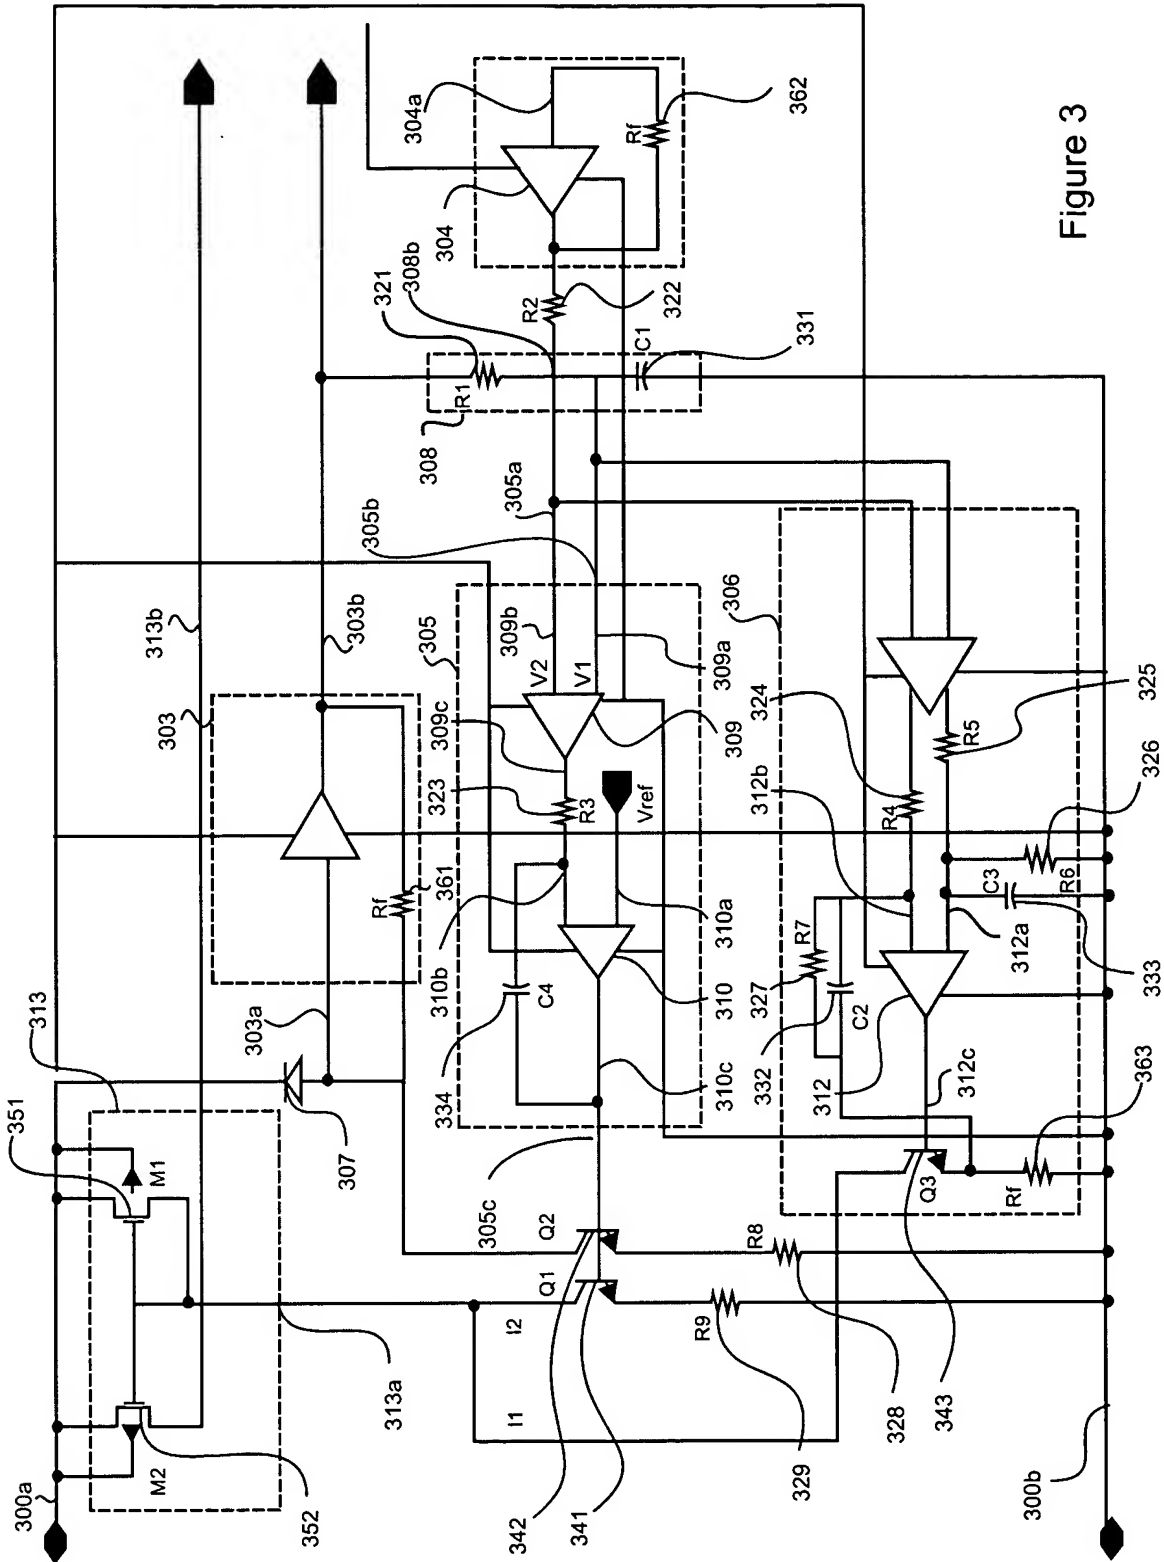 300a
M2
352
313a
M1
351
313
307
303a
Rf
361
303
303b
313b
I1
I2
Q1
Q2
305c
342
341
R9
329
R8
328
343
334
C4
310b
310c
310
310a
323
R3
309c
Vref
309
V2
V1
309b
309a
305
305b
305a
308
R1
321
308b
C1
331
R2
322
304
304a
Rf
362
306
Q3
Rf
363
312c
312
332
C2
327
R7
312b
312a
333
C3
R6
326
R4
324
R5
325
300b
Figure 3